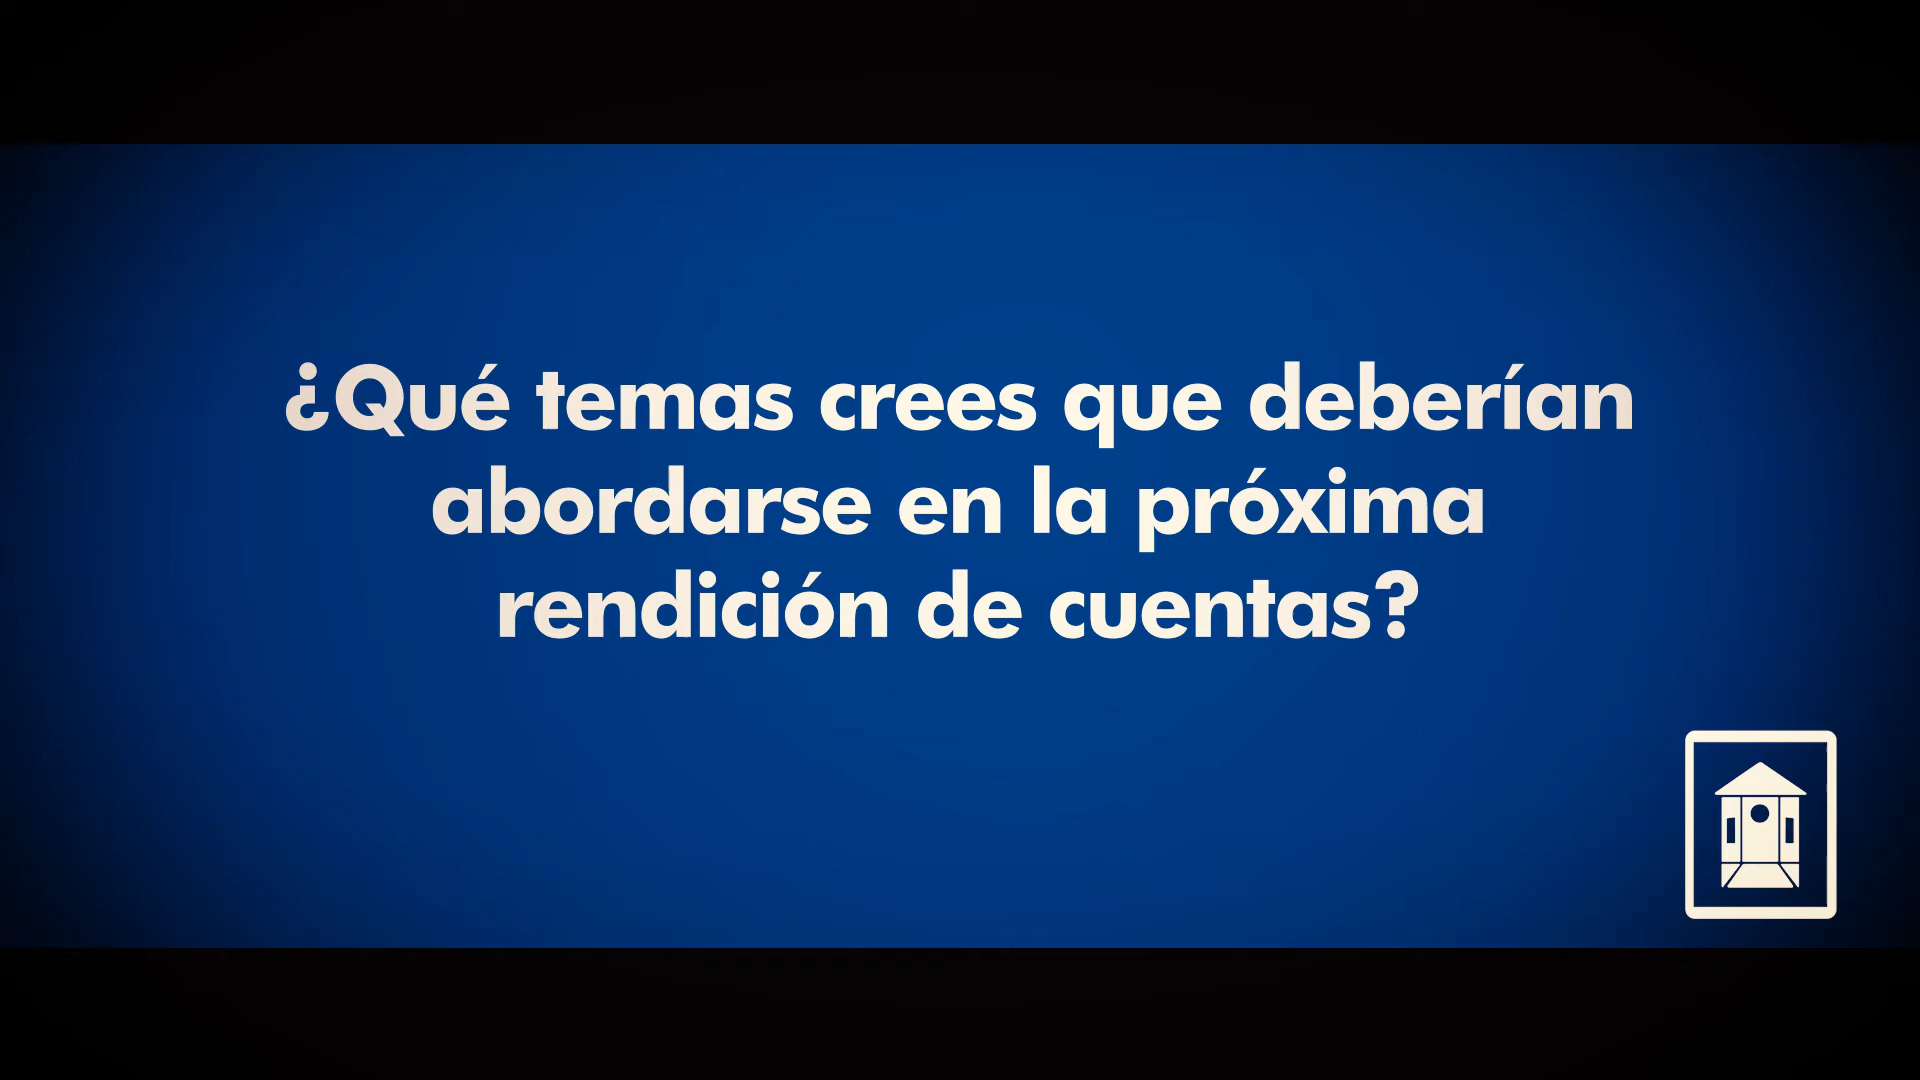 ¿Qué temas crees que deberían
abordarse en la próxima
rendición de cuentas?